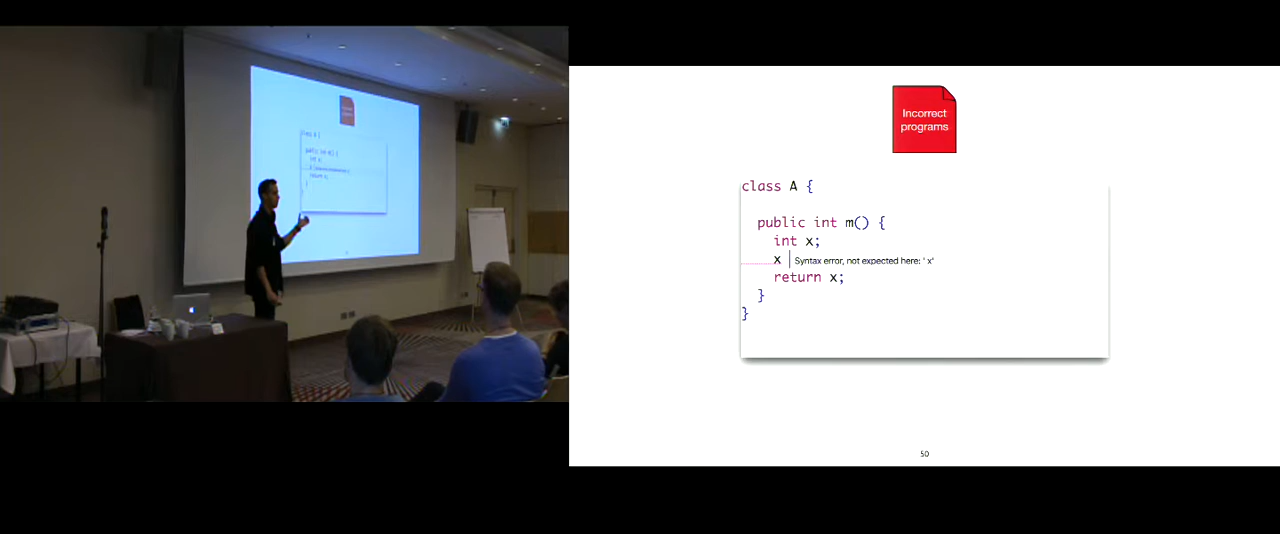 Incorrect
programs
class A {
public int m() {
int x;
x Syntax error, not expected here: ' x'
return x;
}
}
50